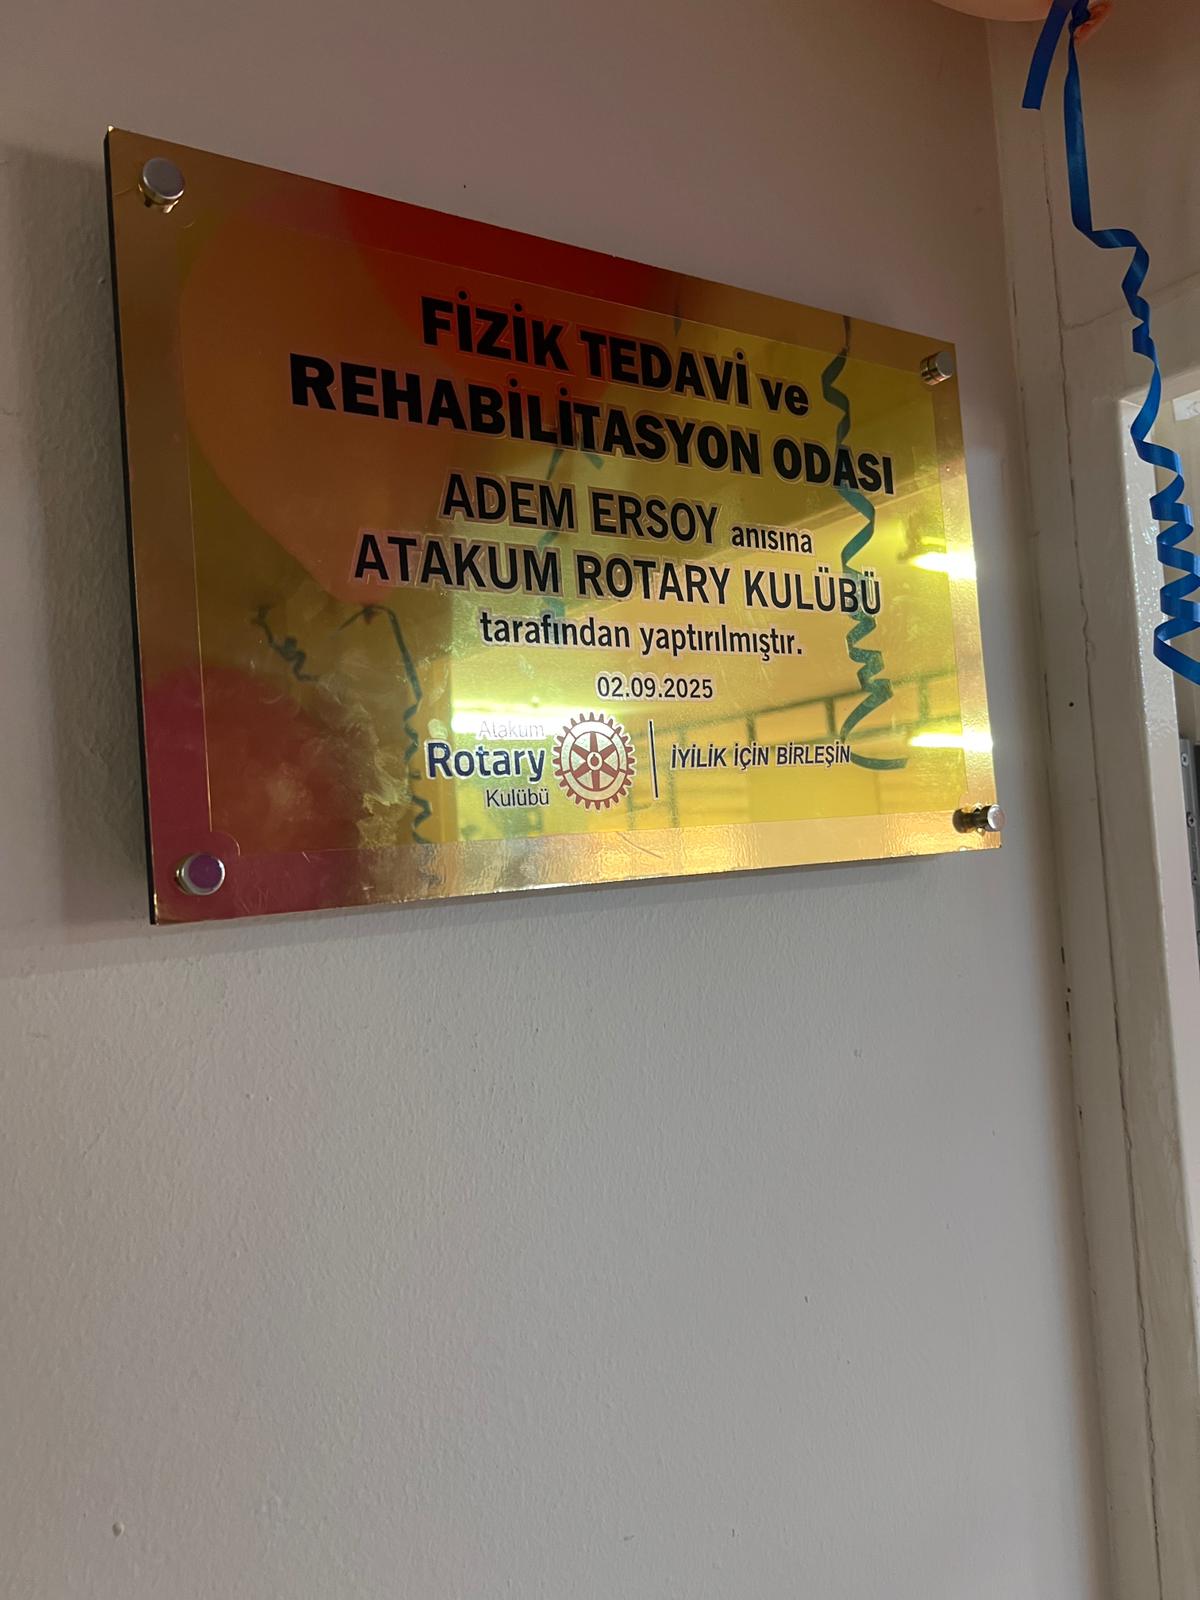 FİZİK TEDAVİ ve
REHABİLİTASYON ODASI
ADEM ERSOY anısına
ATAKUM ROTARY KULÜBÜ
tarafından yaptırılmıştır.
02.09.2025
Atakum
Rotary
Kulübü
İYİLİK İÇİN BİRLEŞİN